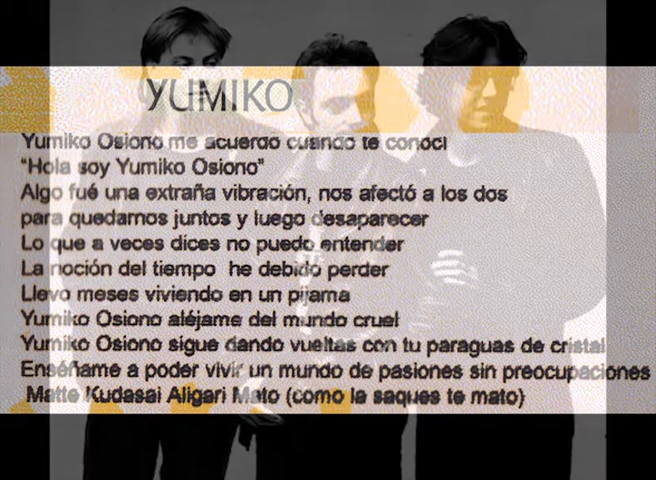 YUMIKO
Yumiko Osiono me acuerdo cuando te conocí
"Hola soy Yumiko Osiono"
Algo fué una extraña vibración, nos afectó a los dos
para quedarnos juntos y luego desaparecer
Lo que a veces dices no puedo entender
La noción del tiempo he debido perder
Llevo meses viviendo en un pijama
Yumiko Osiono aléjame del mundo cruel
Yumiko Osiono sigue dando vueltas con tu paraguas de cristal
Enséñame a poder vivir un mundo de pasiones sin preocupaciones
Matte Kudasai Aligari Mato (como la saques te mato)